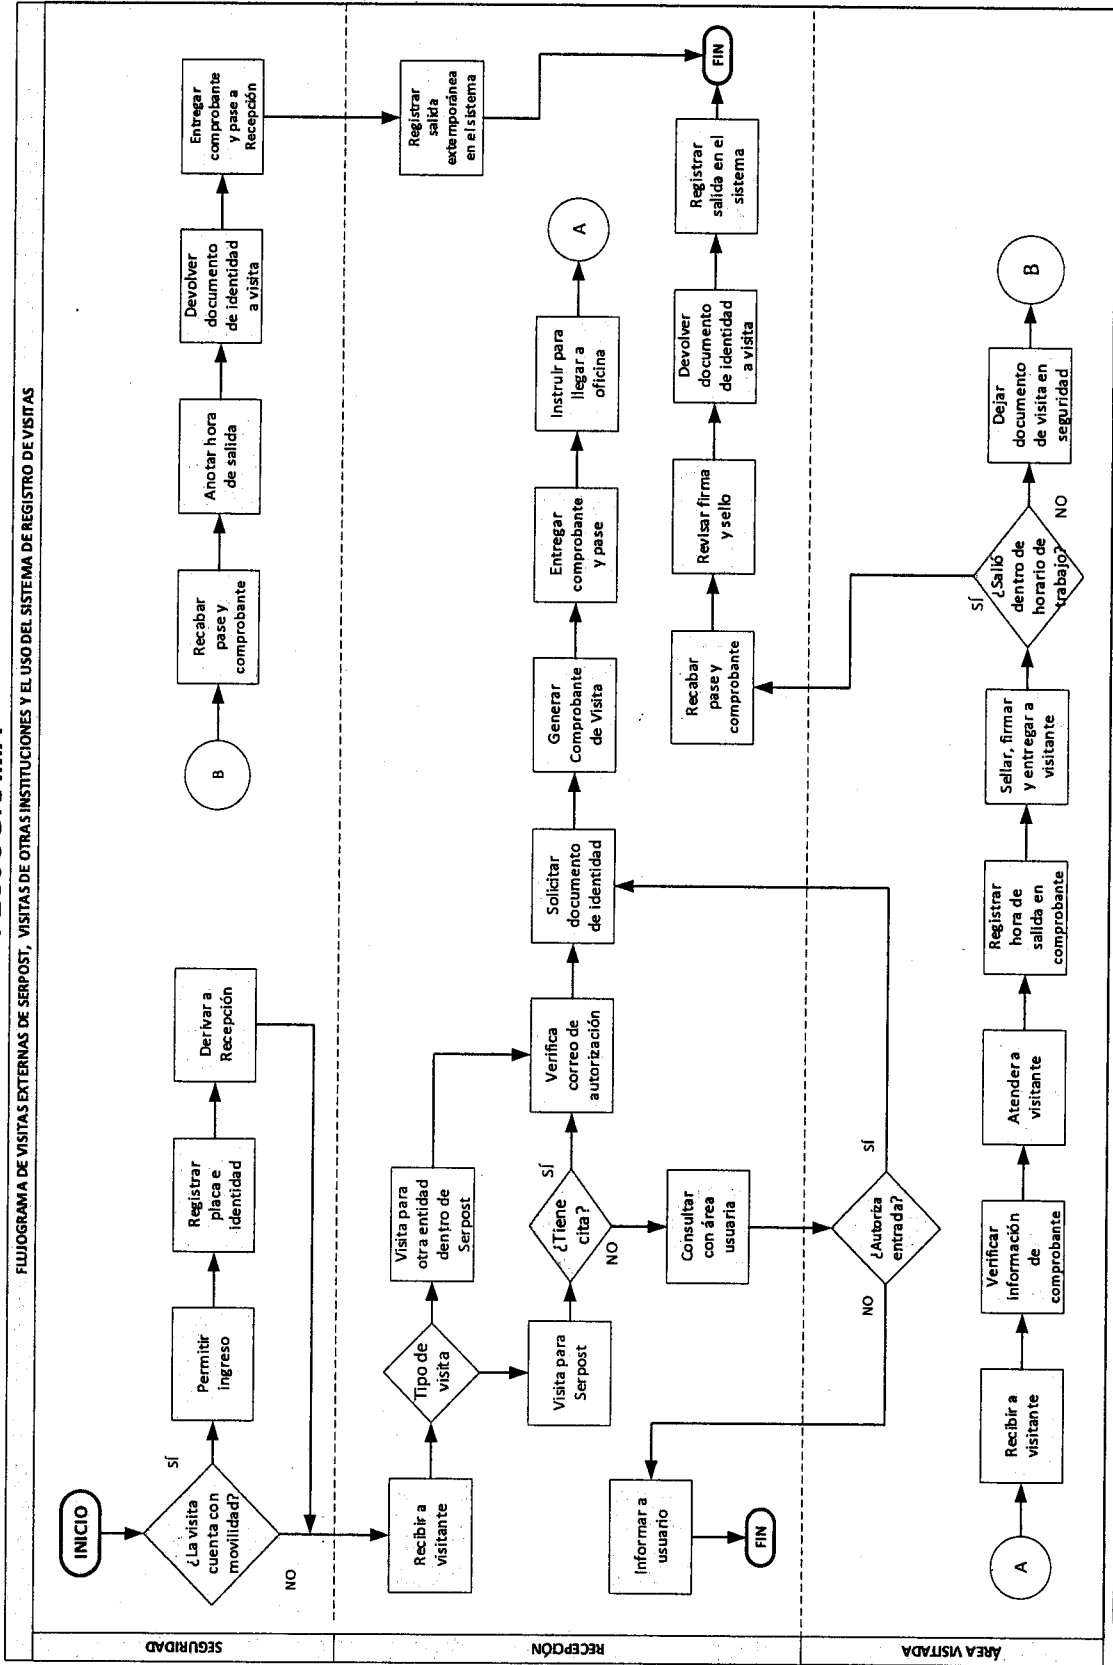 FLUJOGRAMA DE VISITAS EXTERNAS DE SERPOST, VISITAS DE OTRAS INSTITUCIONES Y EL USO DEL SISTEMA DE REGISTRO DE VISITAS
SEGURIDAD
INICIO
¿La visita
cuenta con
movilidad?
SÍ
NO
Permitir
ingreso
Registrar
placa e
identidad
Derivar a
Recepción
B
Recabar
pase y
comprobante
Anotar hora
de salida
Devolver
documento
de identidad
a visita
Entregar
comprobante
y pase a
Recepción
RECEPCIÓN
Recibir a
visitante
Tipo de
visita
Visita para
otra entidad
dentro de
Serpost
Visita para
Serpost
¿Tiene
cita?
SÍ
NO
Verifica
correo de
autorización
Consultar
con área
usuaria
Solicitar
documento
de identidad
Generar
Comprobante
de Visita
Entregar
comprobante
y pase
Instruir para
llegar a
oficina
A
Registrar
salida
extemporánea
en el sistema
Informar a
usuario
FIN
Recabar
pase y
comprobante
Revisar firma
y sello
Devolver
documento
de identidad
a visita
Registrar
salida en el
sistema
FIN
ÁREA VISITADA
¿Autoriza
entrada?
NO
SÍ
A
Recibir a
visitante
Verificar
información
de
comprobante
Atender a
visitante
Registrar
hora de
salida en
comprobante
Sellar, firmar
y entregar a
visitante
¿Salió
dentro de
horario de
trabajo?
SÍ
NO
Dejar
documento
de visita en
seguridad
B